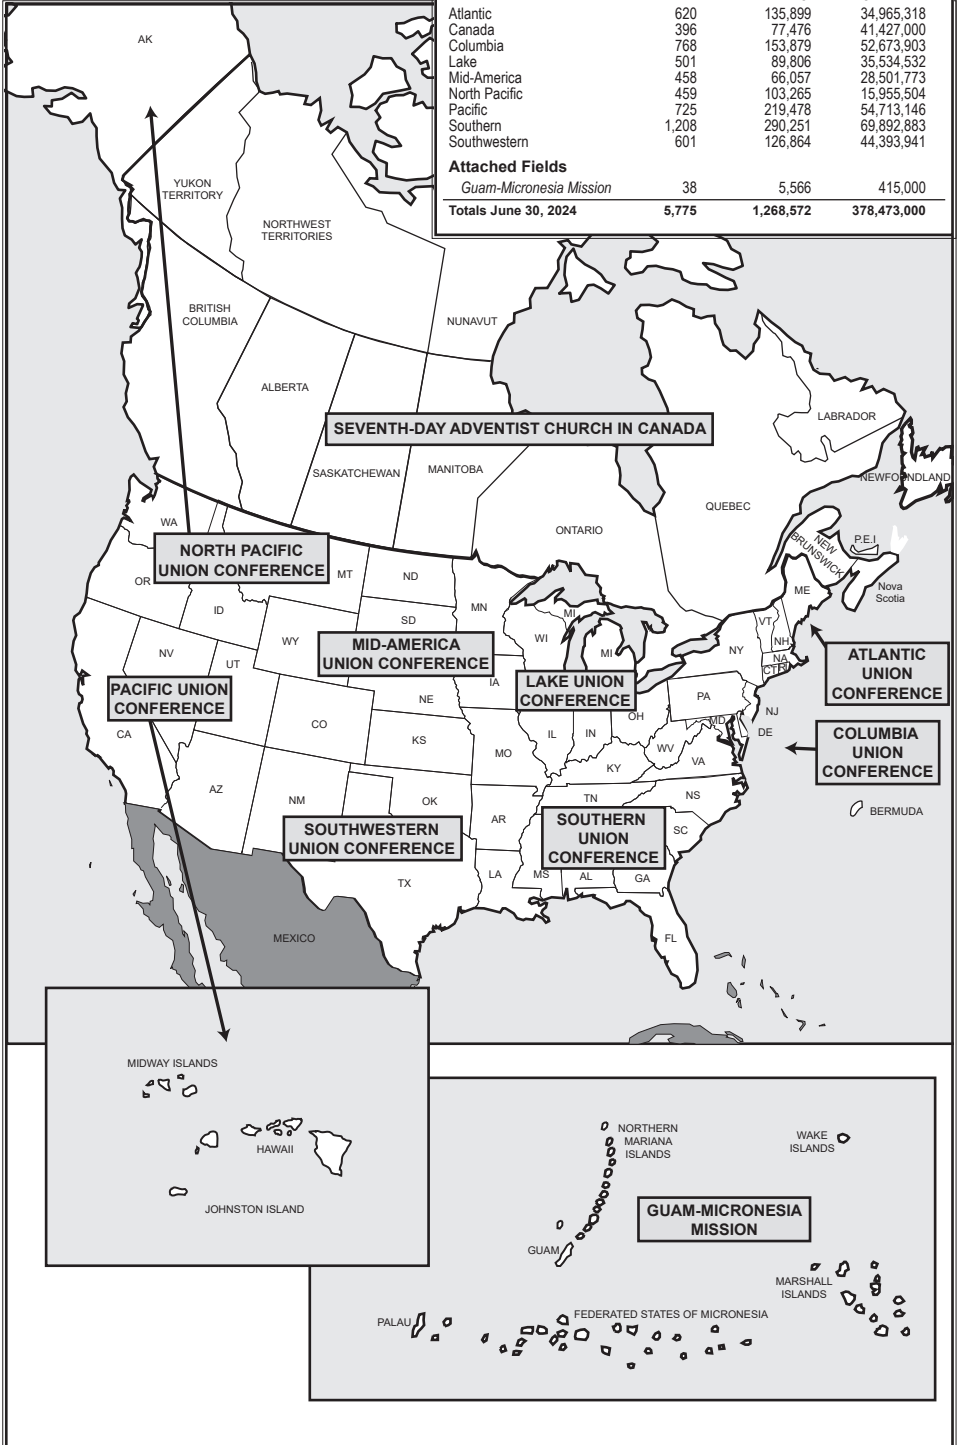 Atlantic 620 135,899 34,965,318
Canada 396 77,476 41,427,000
Columbia 768 153,879 52,673,903
Lake 501 89,806 35,534,532
Mid-America 458 66,057 28,501,773
North Pacific 459 103,265 15,955,504
Pacific 725 219,478 54,713,146
Southern 1,208 290,251 69,892,883
Southwestern 601 126,864 44,393,941
Attached Fields
Guam-Micronesia Mission 38 5,566 415,000
Totals June 30, 2024 5,775 1,268,572 378,473,000
AK
YUKON
TERRITORY
NORTHWEST
TERRITORIES
BRITISH
COLUMBIA
NUNAVUT
ALBERTA
LABRADOR
SEVENTH-DAY ADVENTIST CHURCH IN CANADA
SASKATCHEWAN
MANITOBA
NEWFOUNDLAND
QUEBEC
ONTARIO
WA
NEW
BRUNSWICK
P.E.I
NORTH PACIFIC
UNION CONFERENCE
MT
ND
OR
ME
Nova
Scotia
ID
SD
MN
MI
VT
WY
WI
NH
NV
MID-AMERICA
UNION CONFERENCE
MI
NY
UT
NA
CT
RI
ATLANTIC
UNION
CONFERENCE
IA
LAKE UNION
CONFERENCE
PACIFIC UNION
CONFERENCE
NE
PA
NJ
CO
OH
MD
DE
CA
KS
IL
IN
WV
COLUMBIA
UNION
CONFERENCE
MO
VA
KY
AZ
NM
OK
TN
NS
BERMUDA
AR
SOUTHWESTERN
UNION CONFERENCE
SOUTHERN
UNION
CONFERENCE
SC
TX
LA
MS
AL
GA
MEXICO
FL
MIDWAY ISLANDS
HAWAII
JOHNSTON ISLAND
NORTHERN
MARIANA
ISLANDS
WAKE
ISLANDS
GUAM-MICRONESIA
MISSION
GUAM
MARSHALL
ISLANDS
PALAU
FEDERATED STATES OF MICRONESIA